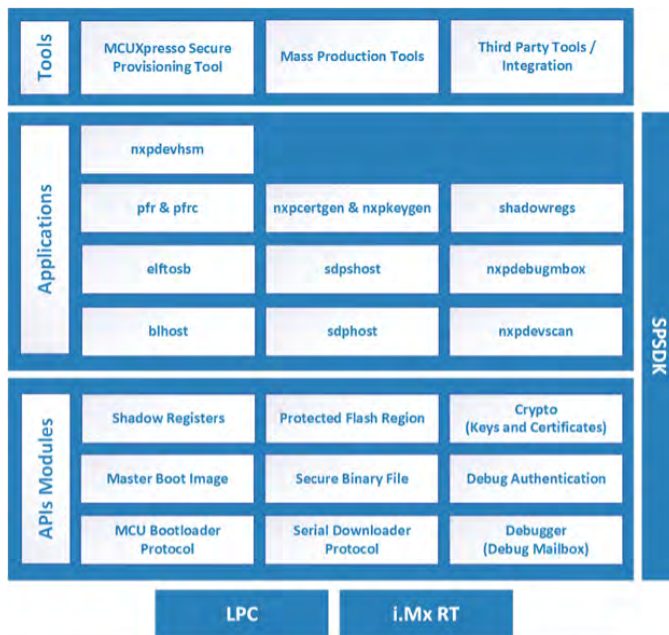 Tools
MCUXpresso Secure
Provisioning Tool
Mass Production Tools
Third Party Tools /
Integration
Applications
nxpdevhsm
pfr & pfrc
nxpcertgen & nxpkeygen
shadowregs
elftosb
sdpshost
nxpdebugmbox
blhost
sdphost
nxpdevscan
SPSDK
APIs Modules
Shadow Registers
Protected Flash Region
Crypto
(Keys and Certificates)
Master Boot Image
Secure Binary File
Debug Authentication
MCU Bootloader
Protocol
Serial Downloader
Protocol
Debugger
(Debug Mailbox)
LPC
i.Mx RT